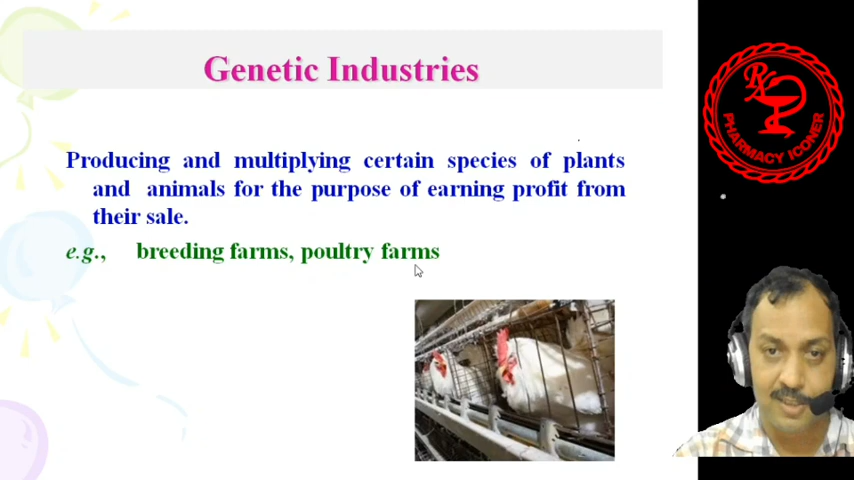 Genetic Industries
Producing and multiplying certain species of plants
and animals for the purpose of earning profit from
their sale.
e.g., breeding farms, poultry farms
Rx
PHARMACY ICONER